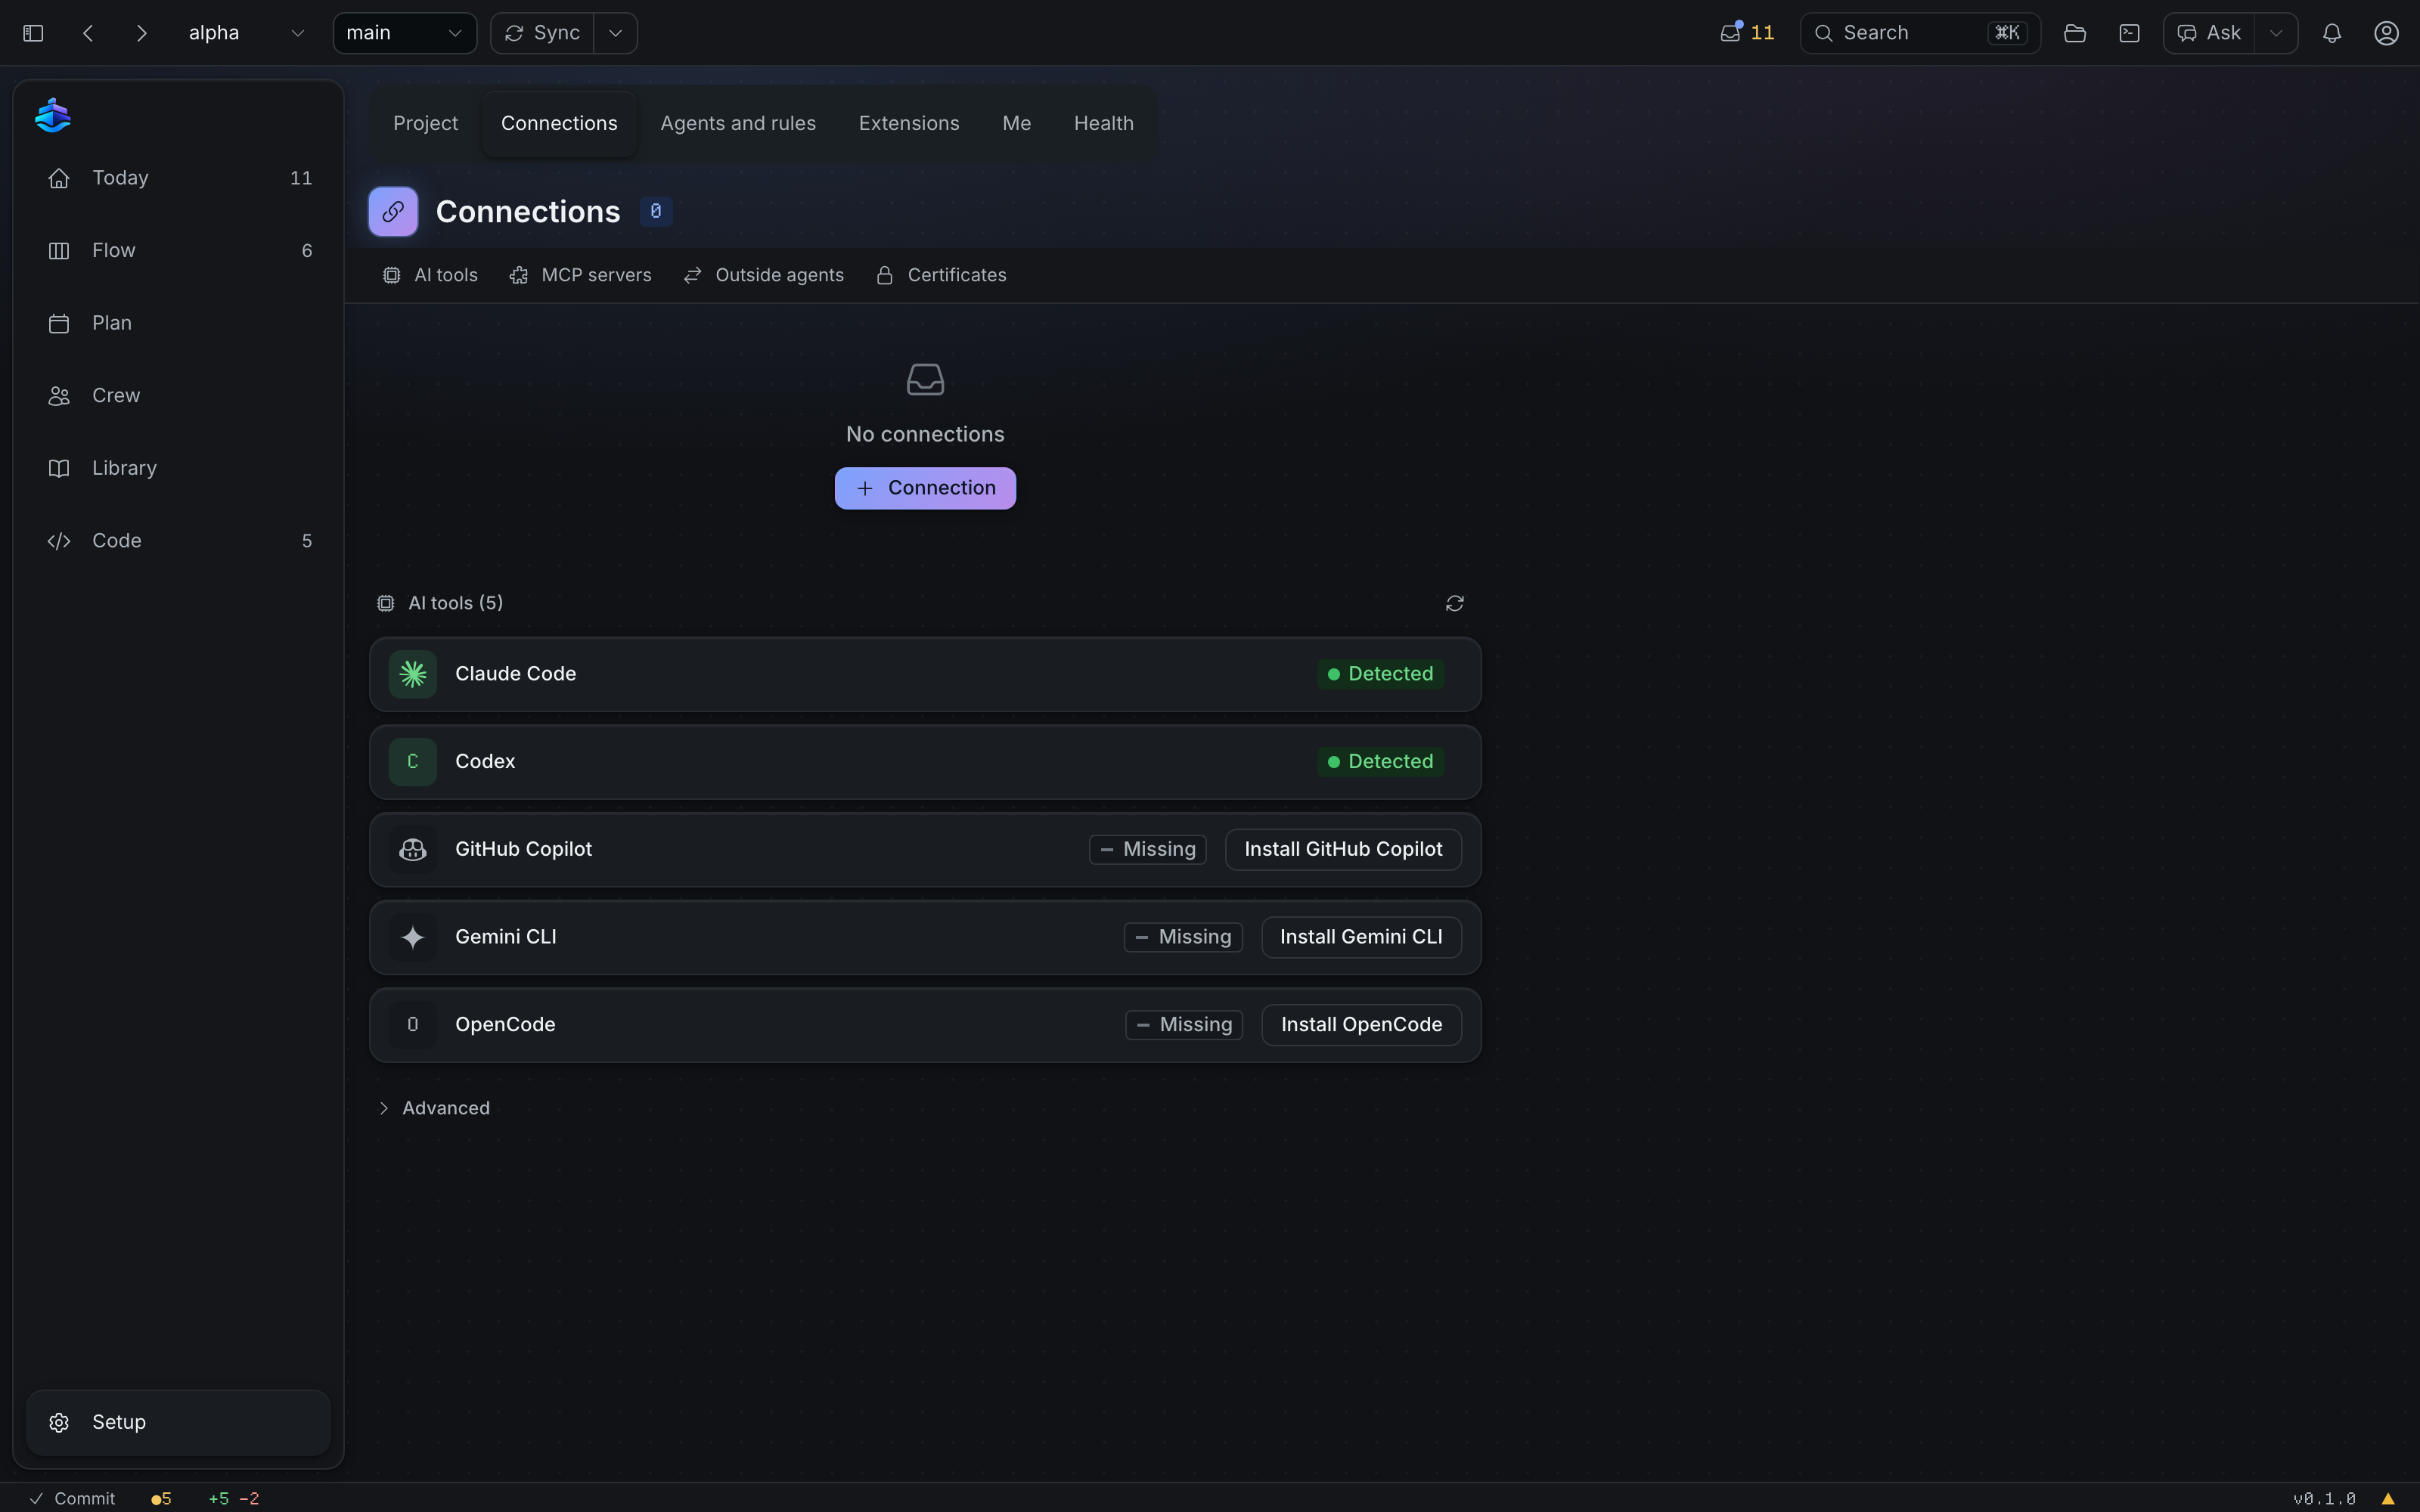 alpha main Sync 11 Search ⌘K Ask
Project Connections Agents and rules Extensions Me Health
Today 11
Flow 6
Plan
Crew
Library
Code 5
Setup
Connections 0
AI tools MCP servers Outside agents Certificates
No connections
+ Connection
AI tools (5)
Claude Code Detected
C Codex Detected
GitHub Copilot Missing Install GitHub Copilot
Gemini CLI Missing Install Gemini CLI
O OpenCode Missing Install OpenCode
Advanced
Commit 5 +5 -2 v0.1.0